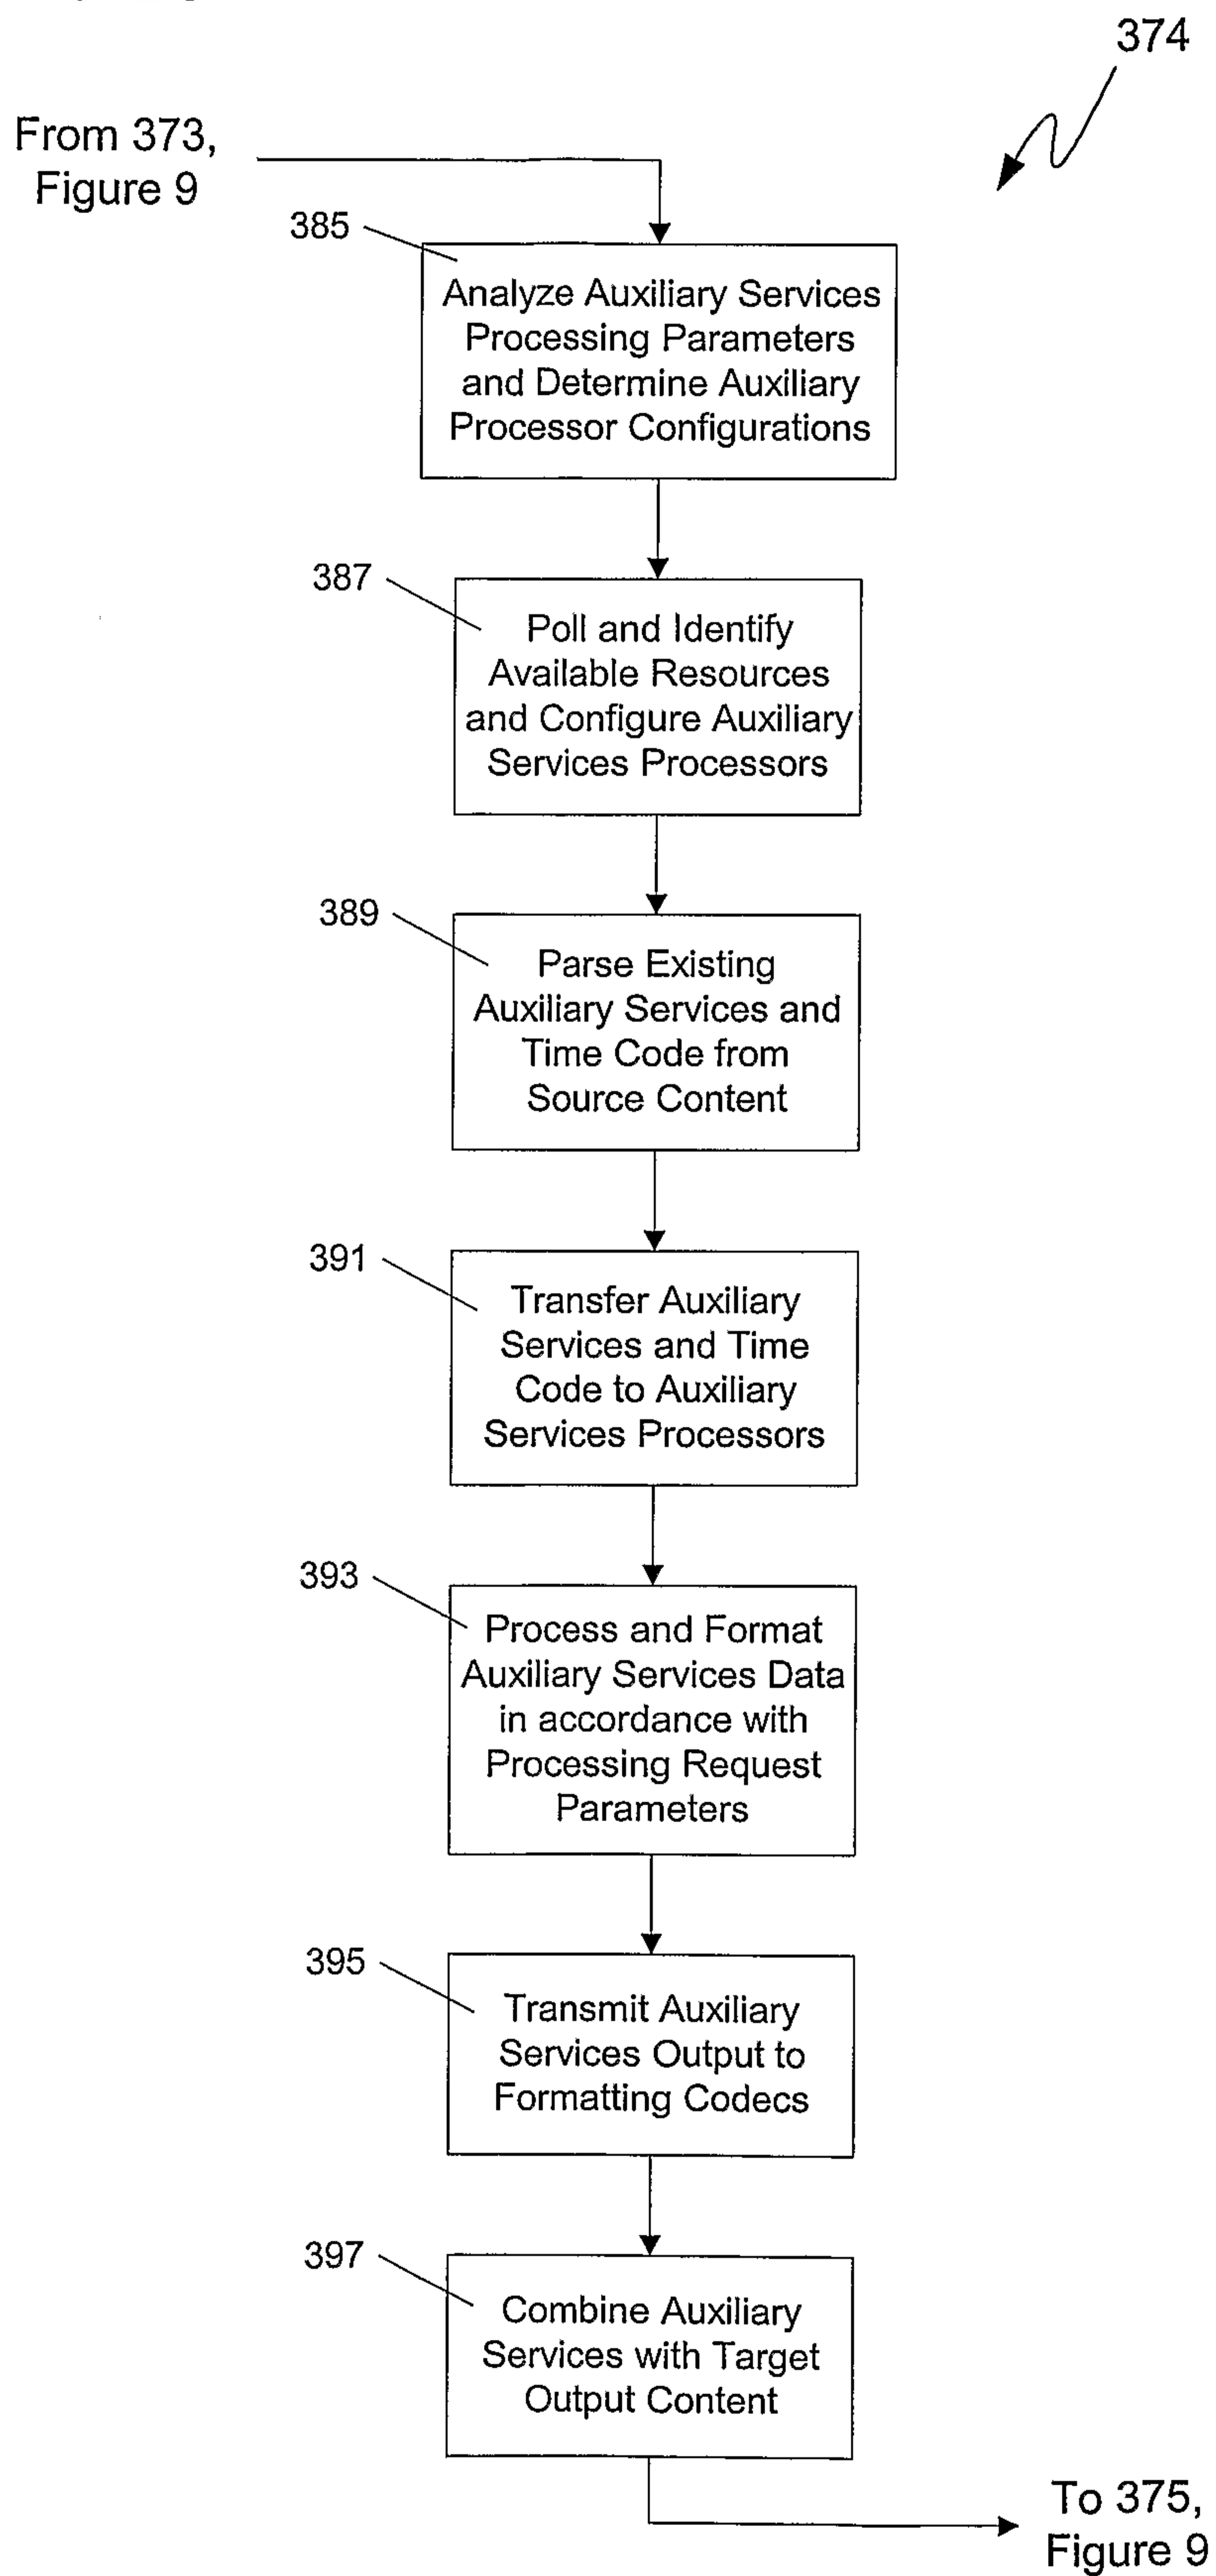 374
From 373,
Figure 9
385
Analyze Auxiliary Services
Processing Parameters
and Determine Auxiliary
Processor Configurations
387
Poll and Identify
Available Resources
and Configure Auxiliary
Services Processors
389
Parse Existing
Auxiliary Services and
Time Code from
Source Content
391
Transfer Auxiliary
Services and Time
Code to Auxiliary
Services Processors
393
Process and Format
Auxiliary Services Data
in accordance with
Processing Request
Parameters
395
Transmit Auxiliary
Services Output to
Formatting Codecs
397
Combine Auxiliary
Services with Target
Output Content
To 375,
Figure 9